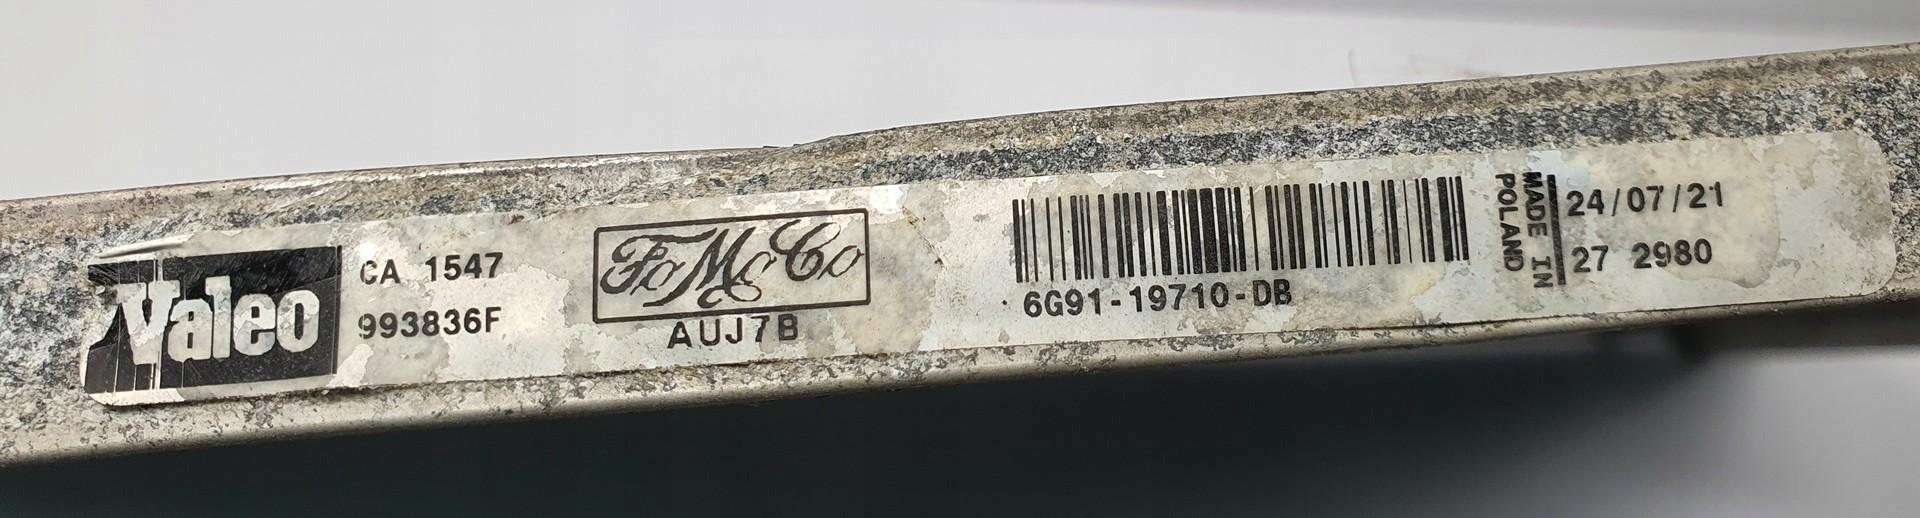 Valeo
CA 1547
993836F
FoMoCo
AUJ7B
6G91-19710-DB
MADE IN
POLAND
24/07/21
27 2980